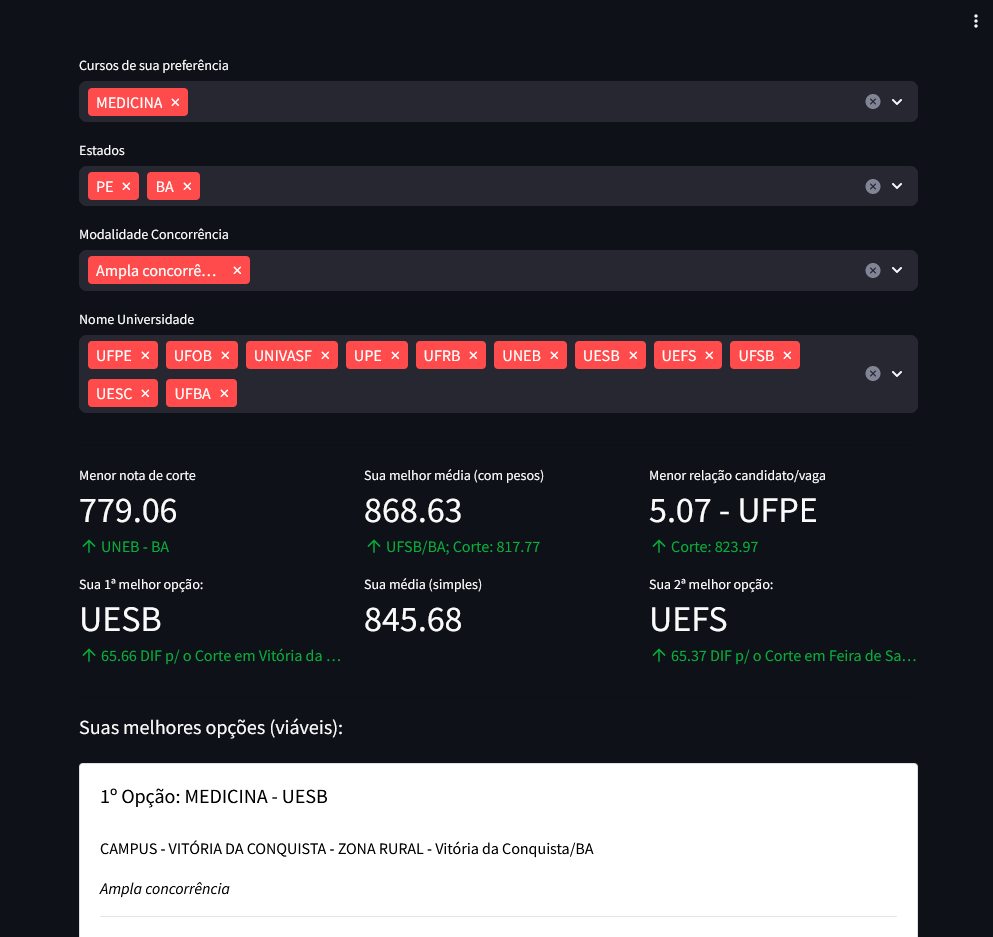 Cursos de sua preferência
MEDICINA
Estados
PE BA
Modalidade Concorrência
Ampla concorrê...
Nome Universidade
UFPE UFOB UNIVASF UPE UFRB UNEB UESB UEFS UFSB
UESC UFBA
Menor nota de corte
779.06
UNEB - BA
Sua melhor média (com pesos)
868.63
UFSB/BA; Corte: 817.77
Menor relação candidato/vaga
5.07 - UFPE
Corte: 823.97
Sua 1ª melhor opção:
UESB
65.66 DIF p/ o Corte em Vitória da ...
Sua média (simples)
845.68
Sua 2ª melhor opção:
UEFS
65.37 DIF p/ o Corte em Feira de Sa...
Suas melhores opções (viáveis):
1º Opção: MEDICINA - UESB
CAMPUS - VITÓRIA DA CONQUISTA - ZONA RURAL - Vitória da Conquista/BA
Ampla concorrência